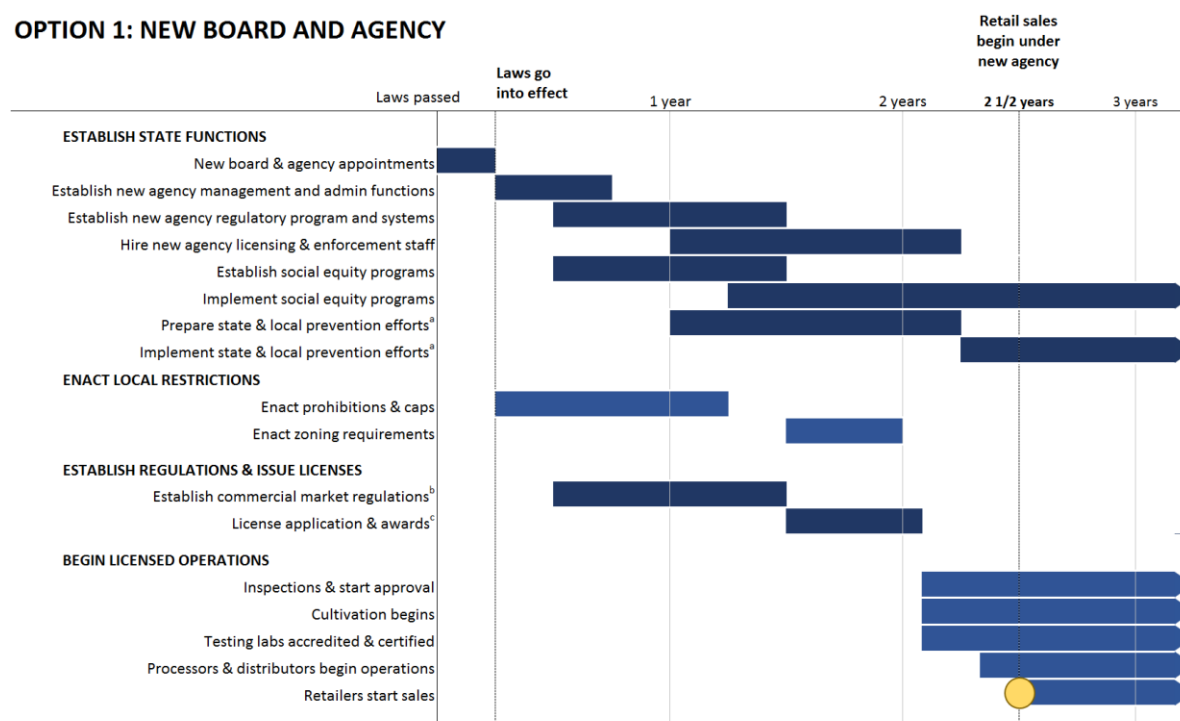 OPTION 1: NEW BOARD AND AGENCY
Retail sales
begin under
new agency
Laws passed
Laws go
into effect
1 year
2 years
2 1/2 years
3 years
ESTABLISH STATE FUNCTIONS
New board & agency appointments
Establish new agency management and admin functions
Establish new agency regulatory program and systems
Hire new agency licensing & enforcement staff
Establish social equity programs
Implement social equity programs
Prepare state & local prevention effortsᵃ
Implement state & local prevention effortsᵃ
ENACT LOCAL RESTRICTIONS
Enact prohibitions & caps
Enact zoning requirements
ESTABLISH REGULATIONS & ISSUE LICENSES
Establish commercial market regulationsᵇ
License application & awardsᶜ
BEGIN LICENSED OPERATIONS
Inspections & start approval
Cultivation begins
Testing labs accredited & certified
Processors & distributors begin operations
Retailers start sales